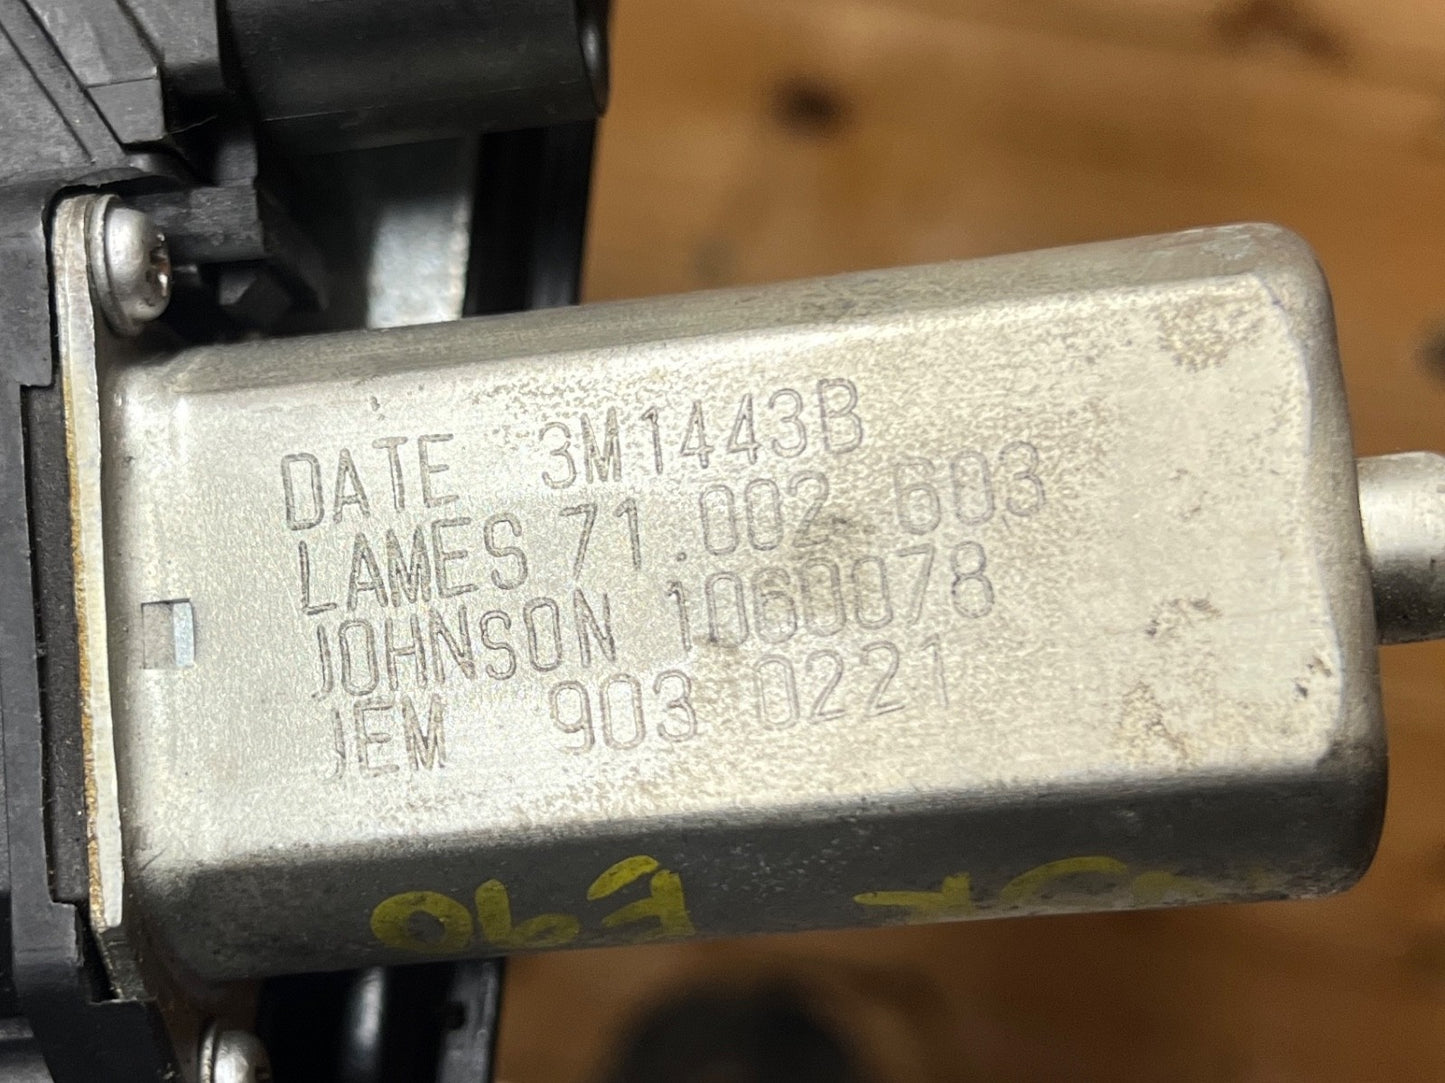 DATE 3M1443B
LAMES 71.002.603
JOHNSON 1060078
JEM 903 0221
E90